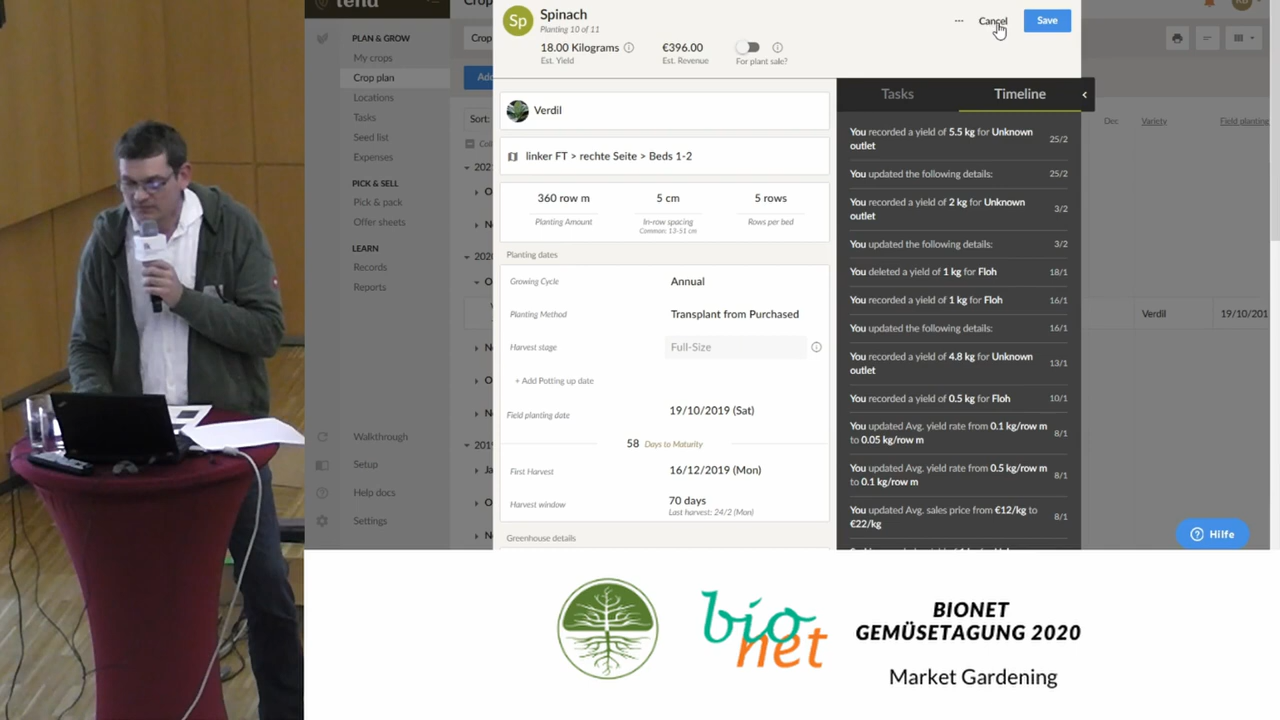 tend
PLAN & GROW
My crops
Crop plan
Locations
Tasks
Seed list
Expenses
PICK & SELL
Pick & pack
Offer sheets
LEARN
Records
Reports
Walkthrough
Setup
Help docs
Settings
Sort:
Sp
Spinach
Planting 10 of 11
Cancel
Save
18.00 Kilograms
€396.00
Est. Yield
Est. Revenue
For plant sale?
Verdil
linker FT > rechte Seite > Beds 1-2
360 row m
5 cm
5 rows
Planting Amount
In-row spacing
Rows per bed
Common: 13-51 cm
Planting dates
Growing Cycle
Annual
Planting Method
Transplant from Purchased
Harvest stage
Full-Size
+ Add Potting up date
Field planting date
19/10/2019 (Sat)
58 Days to Maturity
First Harvest
16/12/2019 (Mon)
Harvest window
70 days
Last harvest: 24/2 (Mon)
Greenhouse details
Tasks
Timeline
You recorded a yield of 5.5 kg for Unknown outlet 25/2
You updated the following details: 25/2
You recorded a yield of 2 kg for Unknown outlet 3/2
You updated the following details: 3/2
You deleted a yield of 1 kg for Floh 18/1
You recorded a yield of 1 kg for Floh 16/1
You updated the following details: 16/1
You recorded a yield of 4.8 kg for Unknown outlet 13/1
You recorded a yield of 0.5 kg for Floh 10/1
You updated Avg. yield rate from 0.1 kg/row m to 0.05 kg/row m 8/1
You updated Avg. yield rate from 0.5 kg/row m to 0.1 kg/row m 8/1
You updated Avg. sales price from €12/kg to €22/kg 8/1
Dec
Variety
Field planting
Verdil
19/10/201
Hilfe
bio
net
BIONET
GEMÜSETAGUNG 2020
Market Gardening